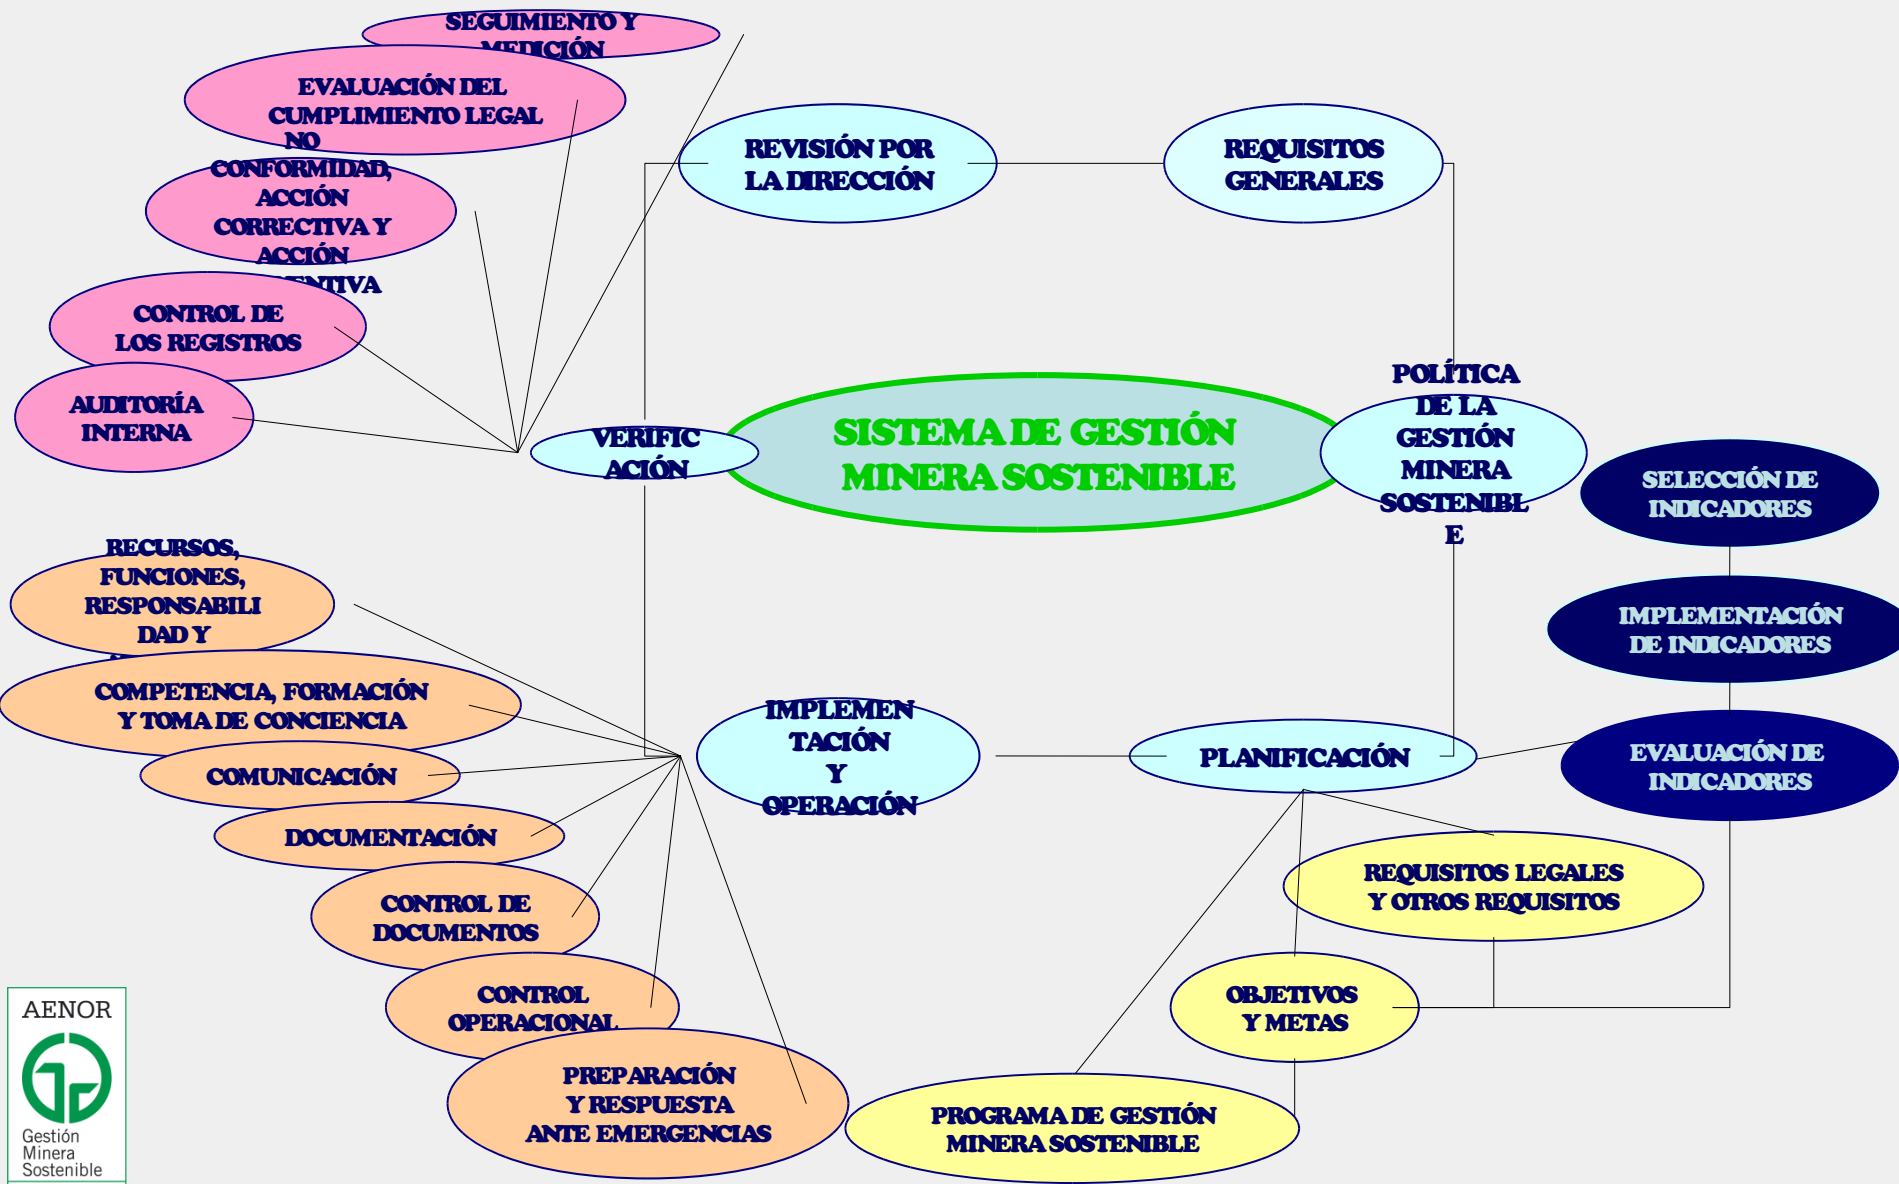 SEGUIMIENTO Y
MEDICIÓN
EVALUACIÓN DEL
CUMPLIMIENTO LEGAL
NO
CONFORMIDAD,
ACCIÓN
CORRECTIVA Y
ACCIÓN
CONTROL DE
LOS REGISTROS
AUDITORÍA
INTERNA
REVISIÓN POR
LA DIRECCIÓN
REQUISITOS
GENERALES
VERIFIC
ACIÓN
SISTEMA DE GESTIÓN
MINERA SOSTENIBLE
POLÍTICA
DE LA
GESTIÓN
MINERA
SOSTENIBL
E
SELECCIÓN DE
INDICADORES
IMPLEMENTACIÓN
DE INDICADORES
EVALUACIÓN DE
INDICADORES
RECURSOS,
FUNCIONES,
RESPONSABILI
DAD Y
COMPETENCIA, FORMACIÓN
Y TOMA DE CONCIENCIA
COMUNICACIÓN
DOCUMENTACIÓN
CONTROL DE
DOCUMENTOS
CONTROL
OPERACIONAL
PREPARACIÓN
Y RESPUESTA
ANTE EMERGENCIAS
IMPLEMEN
TACIÓN
Y
OPERACIÓN
PLANIFICACIÓN
REQUISITOS LEGALES
Y OTROS REQUISITOS
OBJETIVOS
Y METAS
PROGRAMA DE GESTIÓN
MINERA SOSTENIBLE
AENOR
Gestión
Minera
Sostenible